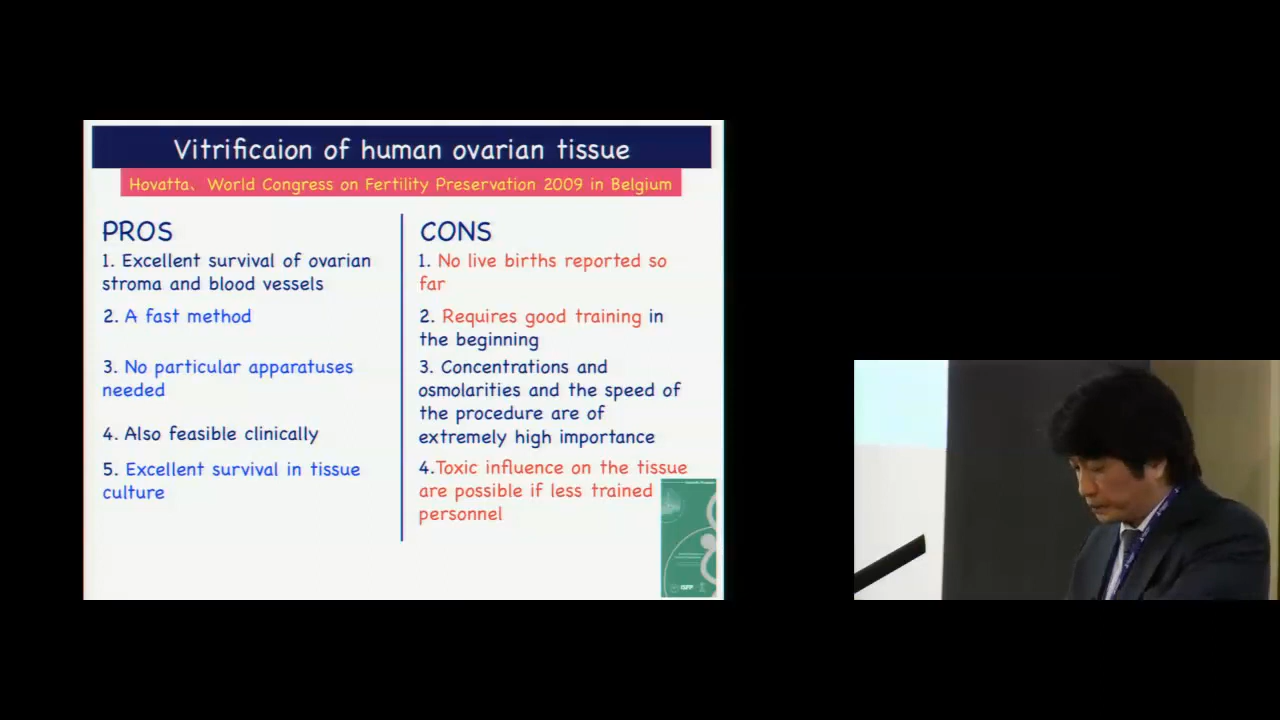 Vitrificaion of human ovarian tissue
Hovatta、World Congress on Fertility Preservation 2009 in Belgium
PROS
1. Excellent survival of ovarian
stroma and blood vessels
2. A fast method
3. No particular apparatuses
needed
4. Also feasible clinically
5. Excellent survival in tissue
culture
CONS
1. No live births reported so
far
2. Requires good training in
the beginning
3. Concentrations and
osmolarities and the speed of
the procedure are of
extremely high importance
4.Toxic influence on the tissue
are possible if less trained
personnel
ISFP